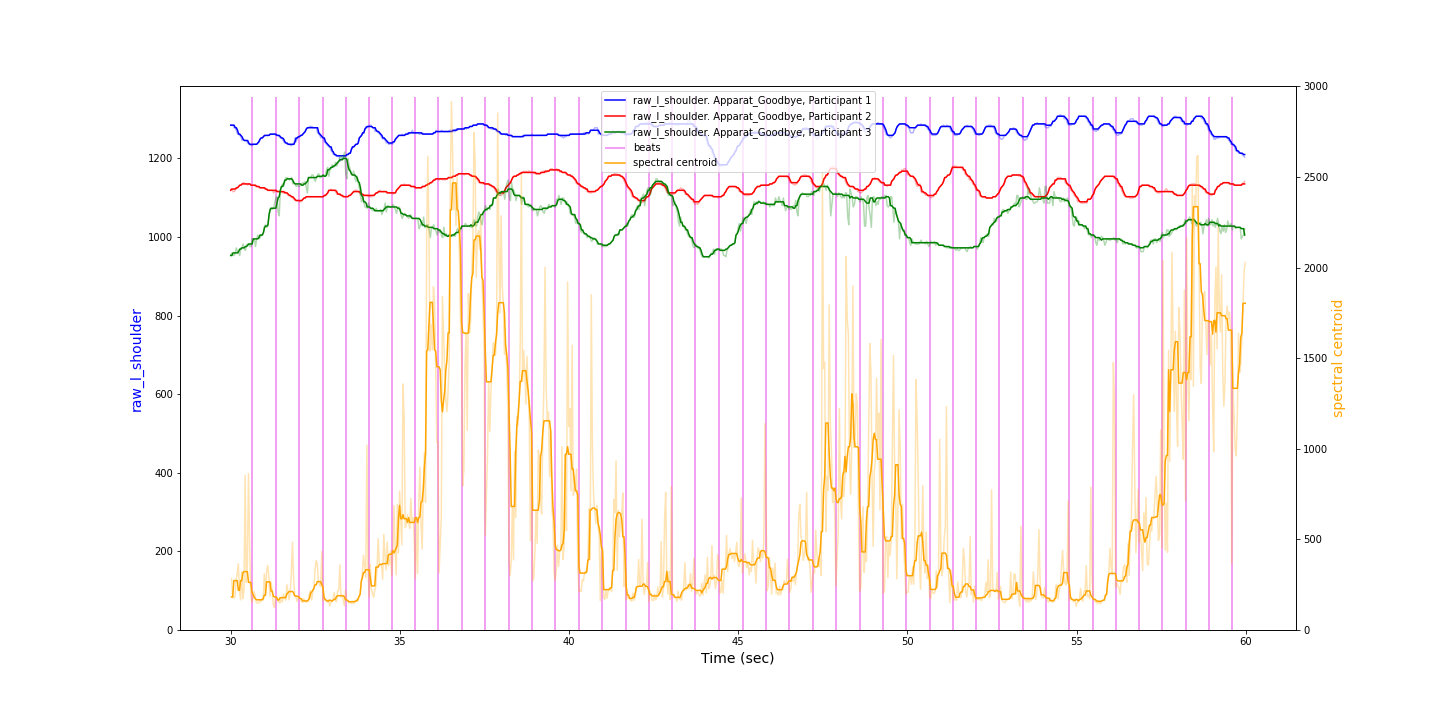 raw_l_shoulder. Apparat_Goodbye, Participant 1
raw_l_shoulder. Apparat_Goodbye, Participant 2
raw_l_shoulder. Apparat_Goodbye, Participant 3
beats
spectral centroid
raw_l_shoulder
1200
1000
800
600
400
200
0
3000
2500
2000
1500
1000
500
0
spectral centroid
30 35 40 45 50 55 60
Time (sec)